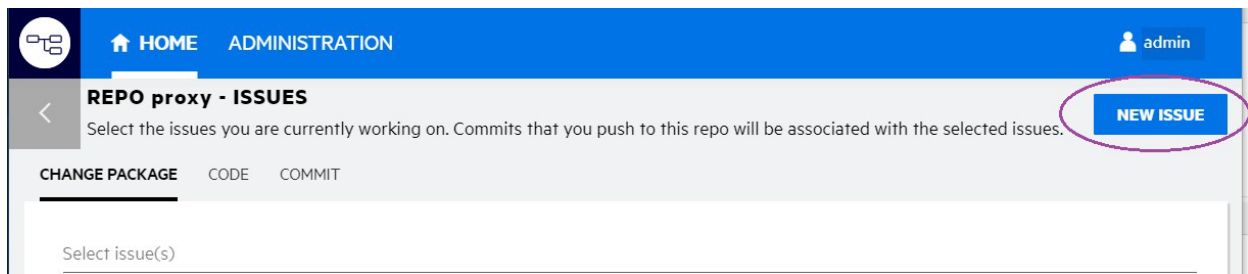 HOME ADMINISTRATION admin
REPO proxy - ISSUES
Select the issues you are currently working on. Commits that you push to this repo will be associated with the selected issues.
NEW ISSUE
CHANGE PACKAGE CODE COMMIT
Select issue(s)